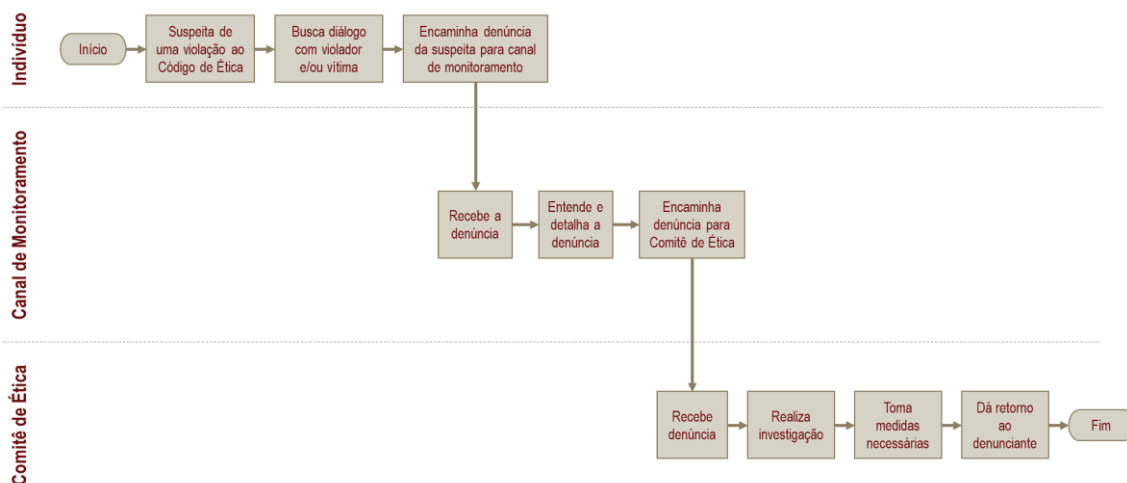 Indivíduo
Início
Suspeita de
uma violação ao
Código de Ética
Busca diálogo
com violador
e/ou vítima
Encaminha denúncia
da suspeita para canal
de monitoramento
Canal de Monitoramento
Recebe a
denúncia
Entende e
detalha a
denúncia
Encaminha
denúncia para
Comitê de Ética
Comitê de Ética
Recebe
denúncia
Realiza
investigação
Toma
medidas
necessárias
Dá retorno
ao
denunciante
Fim